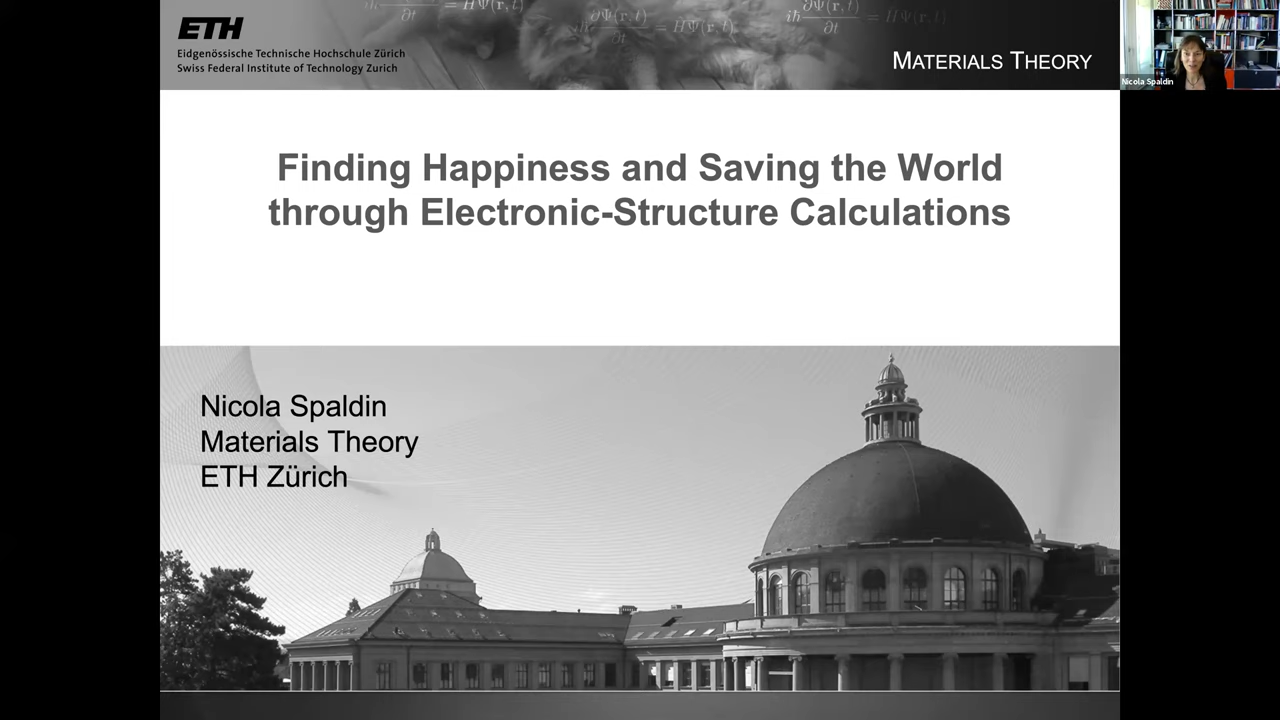 ETH
Eidgenössische Technische Hochschule Zürich
Swiss Federal Institute of Technology Zurich
MATERIALS THEORY
Nicola Spaldin
Finding Happiness and Saving the World
through Electronic-Structure Calculations
Nicola Spaldin
Materials Theory
ETH Zürich